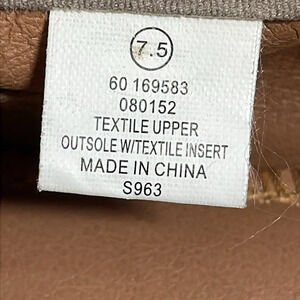 7.5
60 169583
080152
TEXTILE UPPER
OUTSOLE W/TEXTILE INSERT
MADE IN CHINA
S963